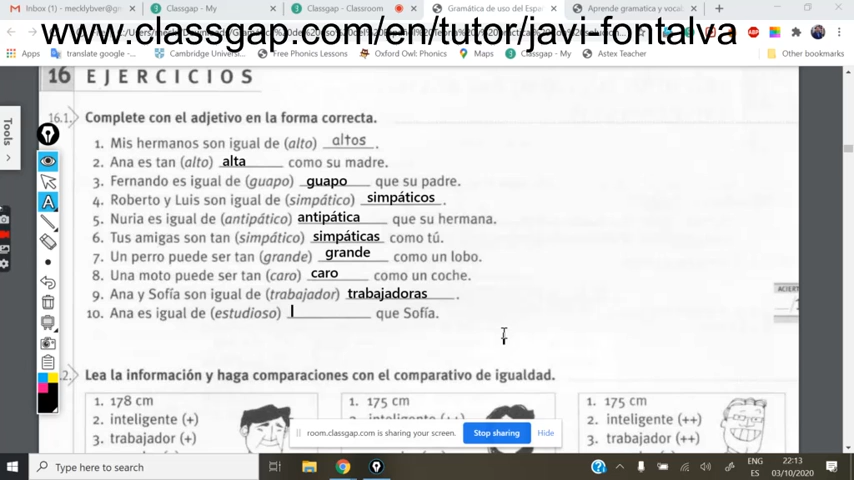 Inbox (1) - mecklyber@gm
Classgap - My
Classgap - Classroom
Gramática de uso del Espa
Aprende gramatica y vocal
www.classgap.com/en/tutor/javi-fontalva
Apps
translate google
Cambridge Univer...
Free Phonics Lessons
Oxford Owl: Phonics
Maps
Classgap - My
Astex Teacher
Other bookmarks
16 EJERCICIOS
Tools
16.1. Complete con el adjetivo en la forma correcta.
1. Mis hermanos son igual de (alto) altos .
2. Ana es tan (alto) alta como su madre.
3. Fernando es igual de (guapo) guapo que su padre.
4. Roberto y Luis son igual de (simpático) simpáticos .
5. Nuria es igual de (antipático) antipática que su hermana.
6. Tus amigas son tan (simpático) simpáticas como tú.
7. Un perro puede ser tan (grande) grande como un lobo.
8. Una moto puede ser tan (caro) caro como un coche.
9. Ana y Sofía son igual de (trabajador) trabajadoras .
10. Ana es igual de (estudioso) que Sofía.
ACIERT
.2. Lea la información y haga comparaciones con el comparativo de igualdad.
1. 178 cm
2. inteligente (+)
3. trabajador (+)
1. 175 cm
1. 175 cm
2. inteligente (++)
3. trabajador (++)
room.classgap.com is sharing your screen.
Stop sharing
Hide
Type here to search
ENG
ES
22:13
03/10/2020